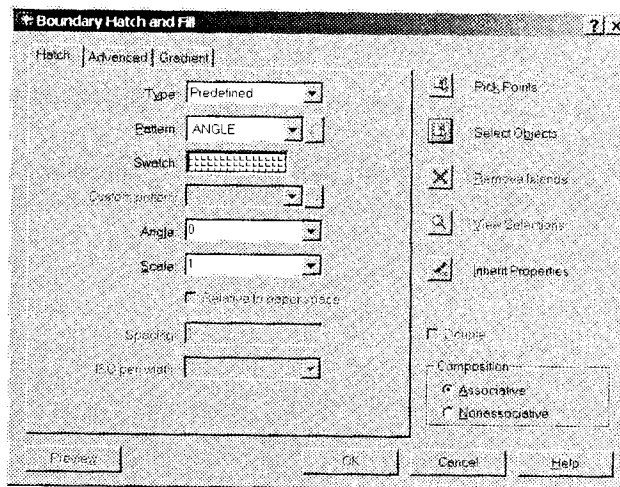 Boundary Hatch and Fill
? x
Hatch Advanced Gradient
Type: Predefined
Pattern: ANGLE
Swatch:
Custom pattern:
Angle: 0
Scale: 1
Relative to paper space
Spacing:
ISO pen width:
Pick Points
Select Objects
Remove Islands
View Selections
Inherit Properties
Double
Composition
Associative
Nonassociative
Preview OK Cancel Help